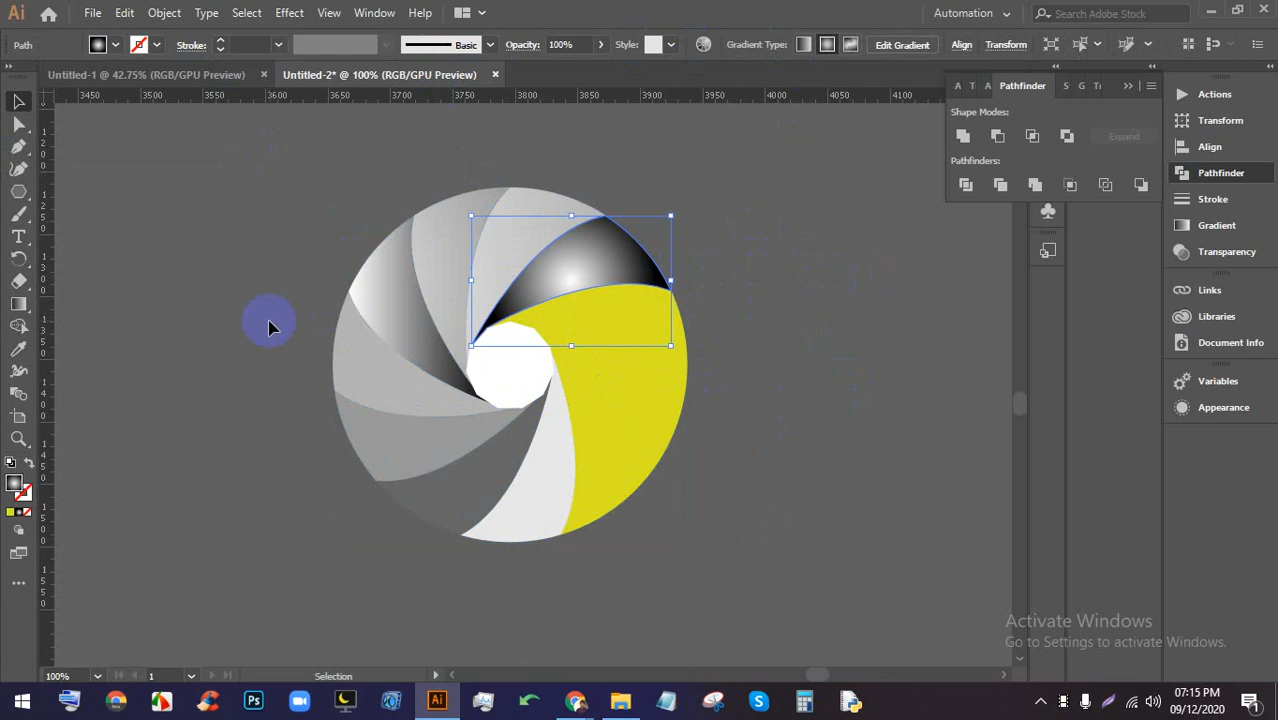 Ai File Edit Object Type Select Effect View Window Help Automation Search Adobe Stock
Path Stroke: Basic Opacity: 100% Style: Gradient Type: Edit Gradient Align Transform
Untitled-1 @ 42.75% (RGB/GPU Preview) × Untitled-2* @ 100% (RGB/GPU Preview) ×
3450 3500 3550 3600 3650 3700 3750 3800 3850 3900 3950 4000 4050 4100
A T A Pathfinder S G Tr
Shape Modes:
Expand
Pathfinders:
Actions
Transform
Align
Pathfinder
Stroke
Gradient
Transparency
Links
Libraries
Document Info
Variables
Appearance
Activate Windows
Go to Settings to activate Windows.
100% 1 Selection
Ps Ai S
07:15 PM
09/12/2020
1